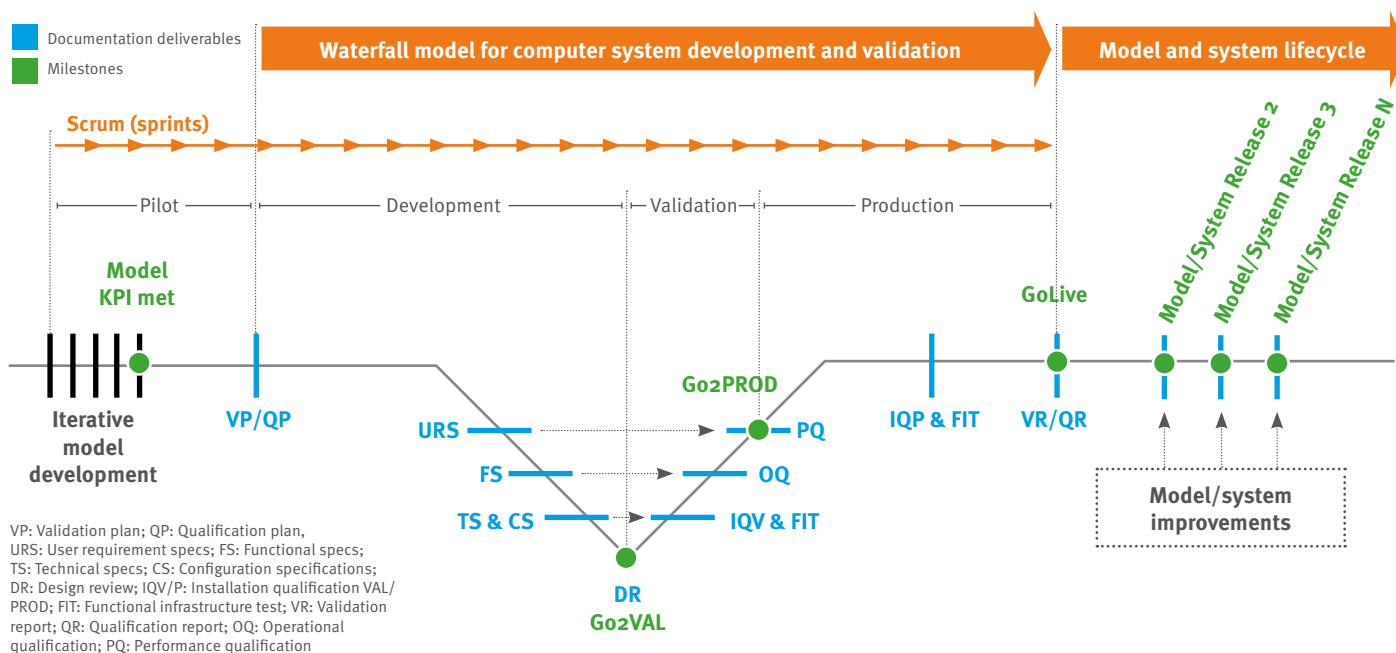 Documentation deliverables
Milestones
Waterfall model for computer system development and validation
Model and system lifecycle
Scrum (sprints)
Pilot
Development
Validation
Production
Model/System Release 2
Model/System Release 3
Model/System Release N
Model
KPI met
GoLive
Go2PROD
Iterative
model
development
VP/QP
URS
PQ
IQP & FIT
VR/QR
FS
OQ
TS & CS
IQV & FIT
Model/system
improvements
DR
Go2VAL
VP: Validation plan; QP: Qualification plan,
URS: User requirement specs; FS: Functional specs;
TS: Technical specs; CS: Configuration specifications;
DR: Design review; IQV/P: Installation qualification VAL/
PROD; FIT: Functional infrastructure test; VR: Validation
report; QR: Qualification report; OQ: Operational
qualification; PQ: Performance qualification